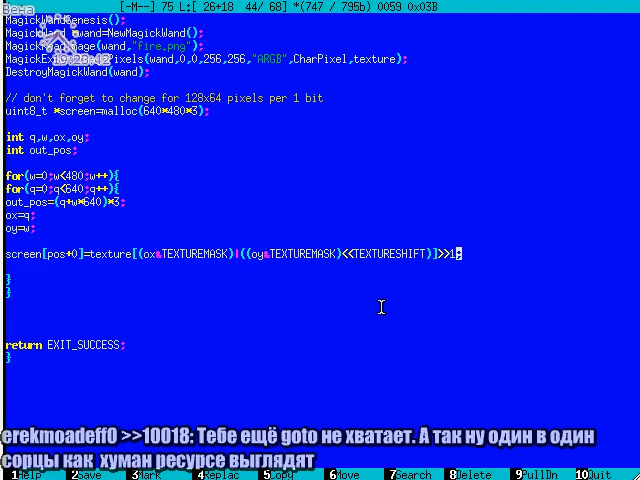 Вена
[-M--] 75 L:[ 26+18 44/ 68] *(747 / 795b) 0059 0x03B
MagickWandGenesis();
*wand=NewMagickWand();
(wand,"fire.png");
Pixels(wand,0,0,256,256,"ARGB",CharPixel,texture);
DestroyMagickWand(wand);
// don't forget to change for 128x64 pixels per 1 bit
uint8_t *screen=malloc(640*480*3);
int q,w,ox,oy;
int out_pos;
for(w=0;w<480;w++){
for(q=0;q<640;q++){
out_pos=(q+w*640)*3;
ox=q;
oy=w;
screen[pos+0]=texture[(ox&TEXTUREMASK)|((oy&TEXTUREMASK)<<TEXTURESHIFT)]>>1;
}
}
return EXIT_SUCCESS;
}
erekmoadeff0 >>10018: Тебе ещё goto не хватает. А так ну один в один
сорцы как хуман ресурсе выглядят
1Help 2Save 3Mark 4Replac 5Copy 6Move 7Search 8Delete 9PullDn 10Quit